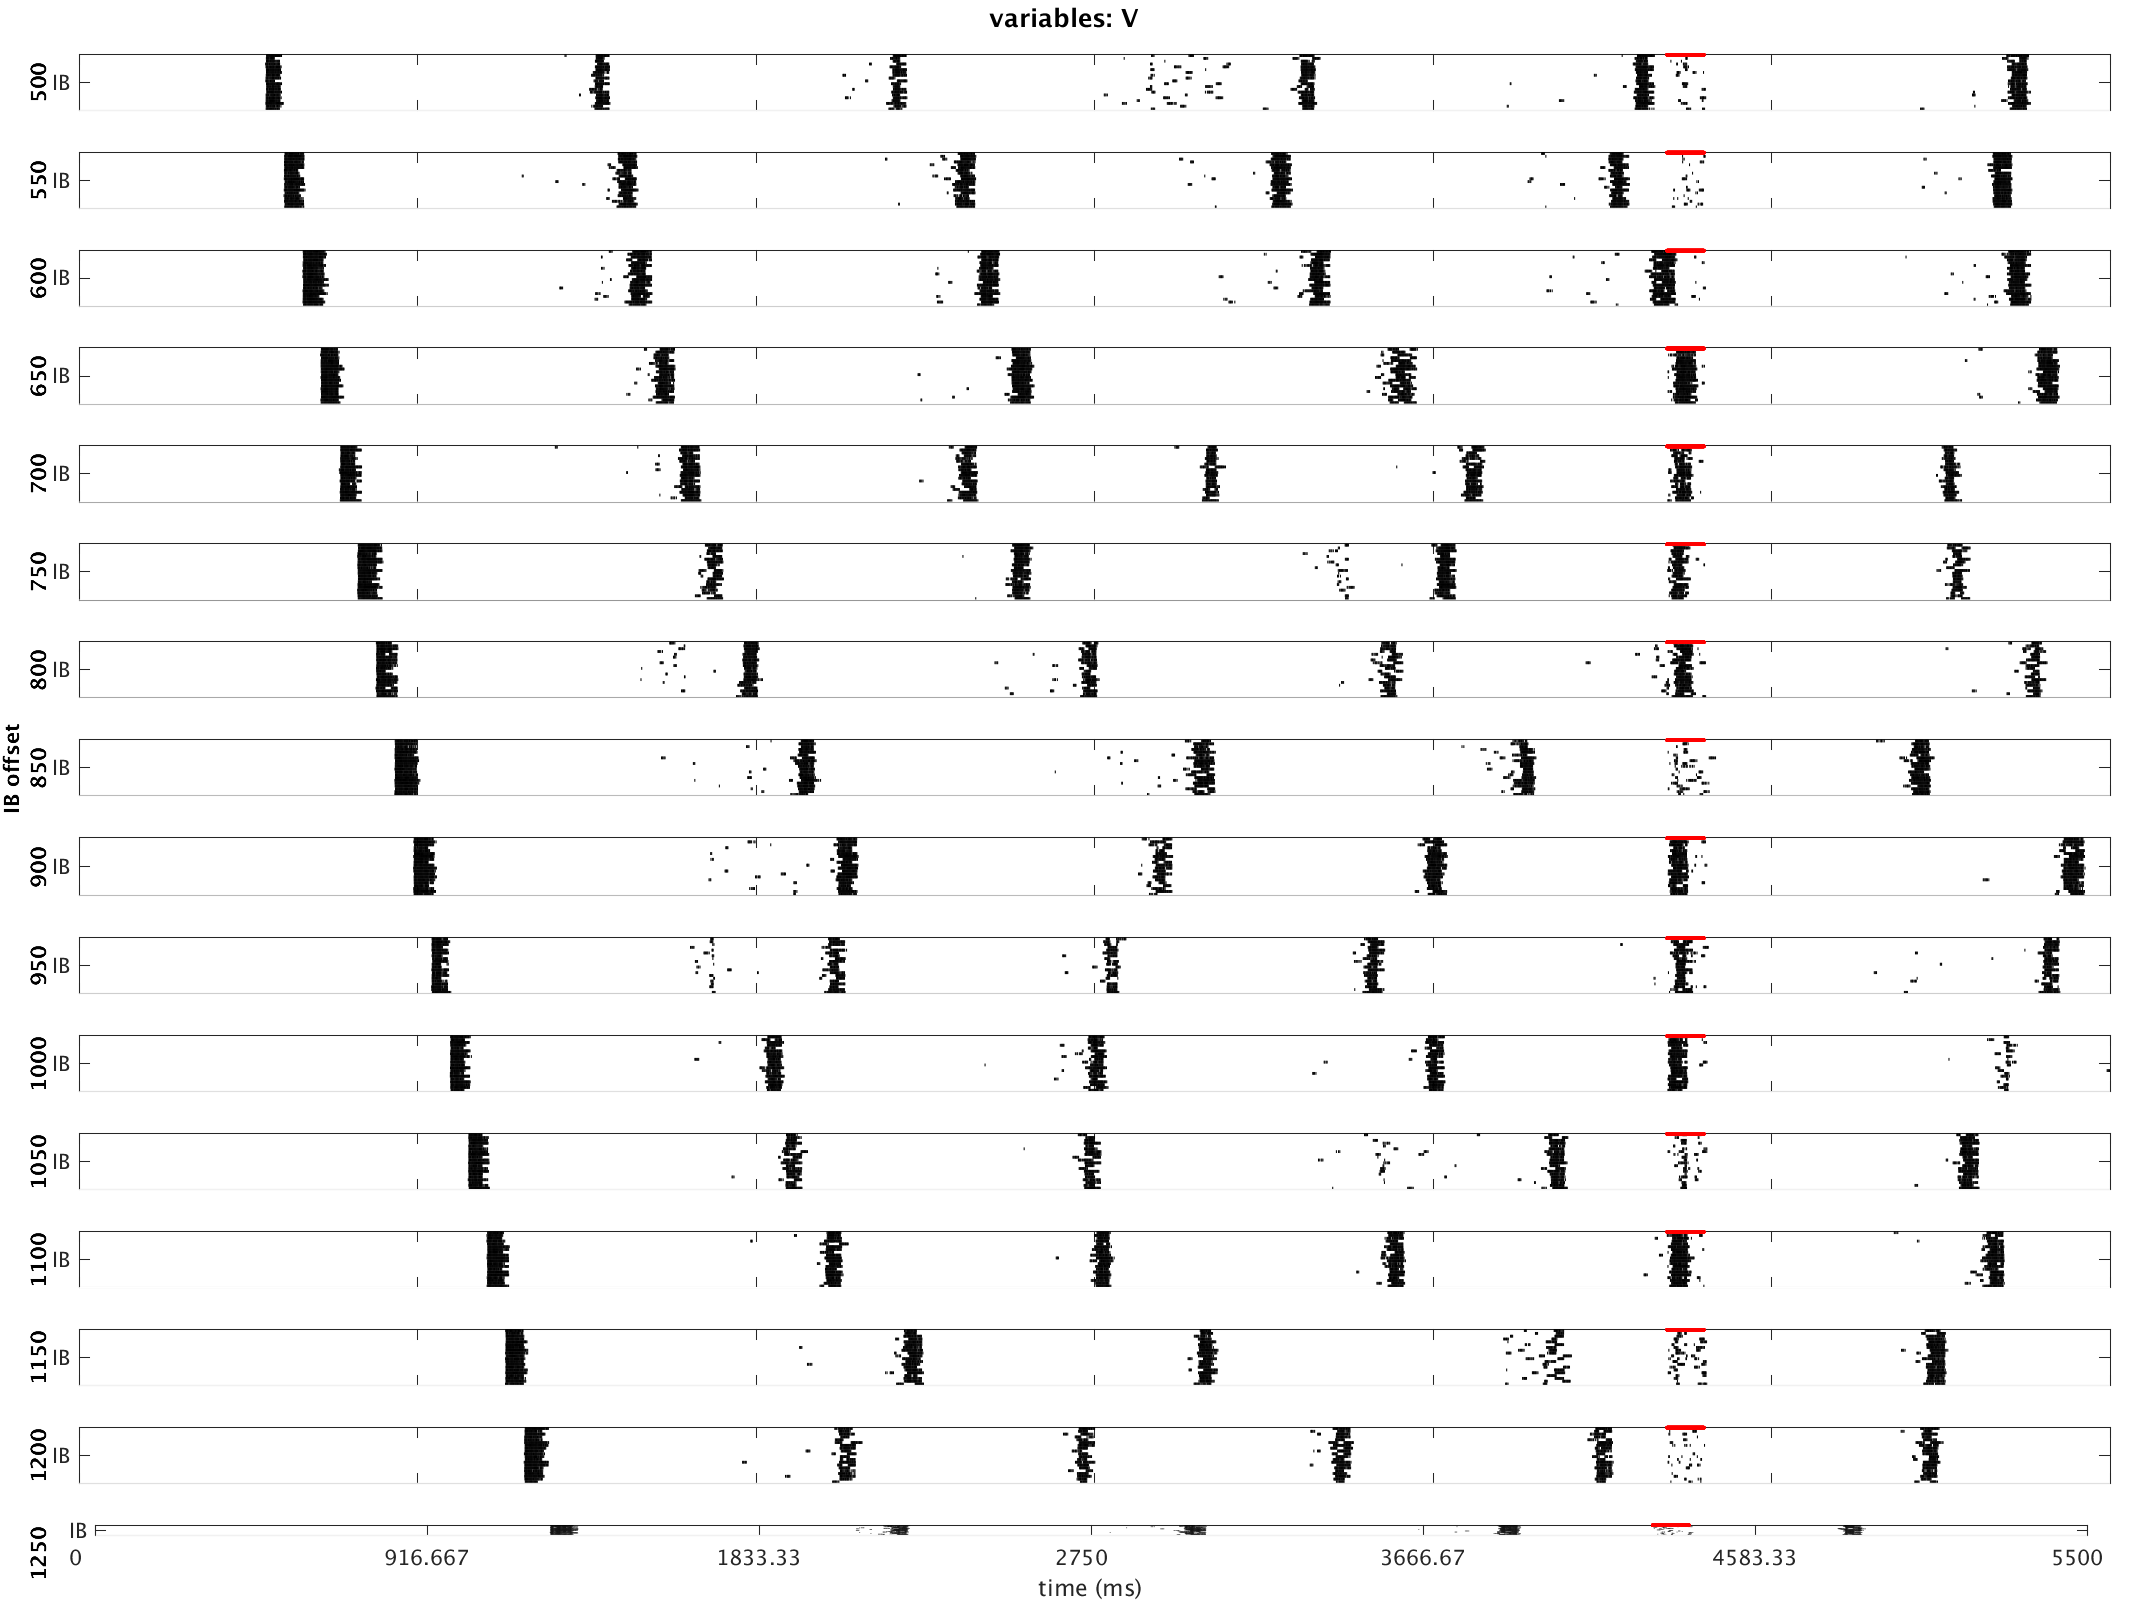 variables: V
500 IB
550 IB
600 IB
650 IB
700 IB
750 IB
800 IB
850 IB
900 IB
950 IB
1000 IB
1050 IB
1100 IB
1150 IB
1200 IB
1250 IB
IB offset
0 916.667 1833.33 2750 3666.67 4583.33 5500
time (ms)